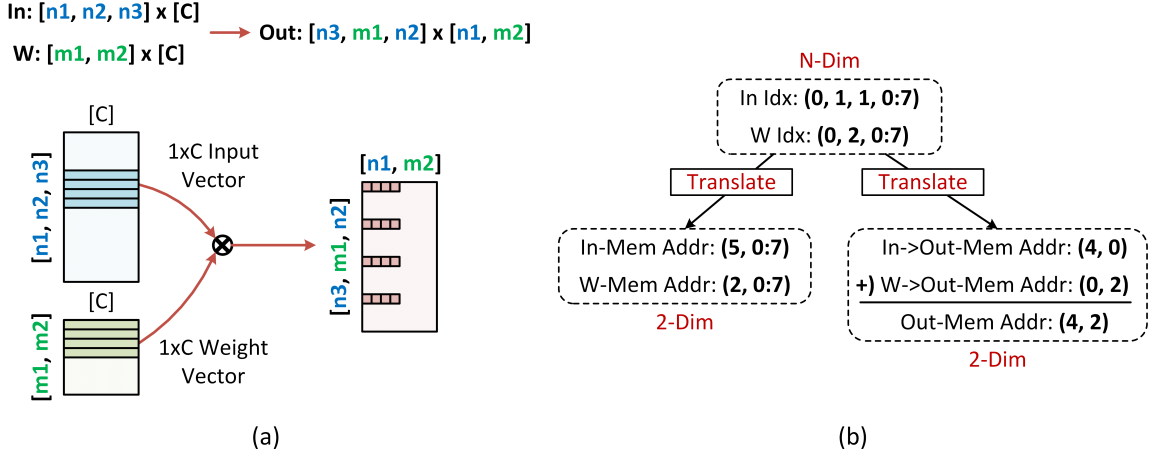 In: [n1, n2, n3] x [C]
W: [m1, m2] x [C]
Out: [n3, m1, n2] x [n1, m2]
[C]
[n1, n2, n3]
1xC Input
Vector
[C]
[m1, m2]
1xC Weight
Vector
[n1, m2]
[n3, m1, n2]
(a)
N-Dim
In Idx: (0, 1, 1, 0:7)
W Idx: (0, 2, 0:7)
Translate
Translate
In-Mem Addr: (5, 0:7)
W-Mem Addr: (2, 0:7)
2-Dim
In->Out-Mem Addr: (4, 0)
+) W->Out-Mem Addr: (0, 2)
Out-Mem Addr: (4, 2)
2-Dim
(b)